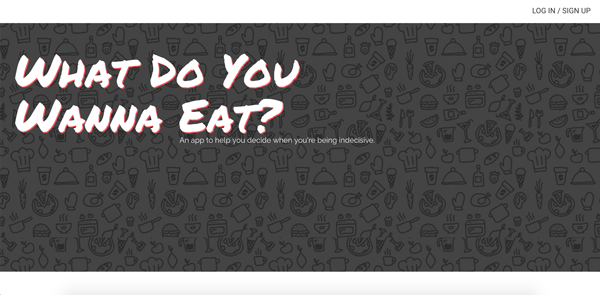 LOG IN / SIGN UP
What Do You
Wanna Eat?
An app to help you decide when you're being indecisive.